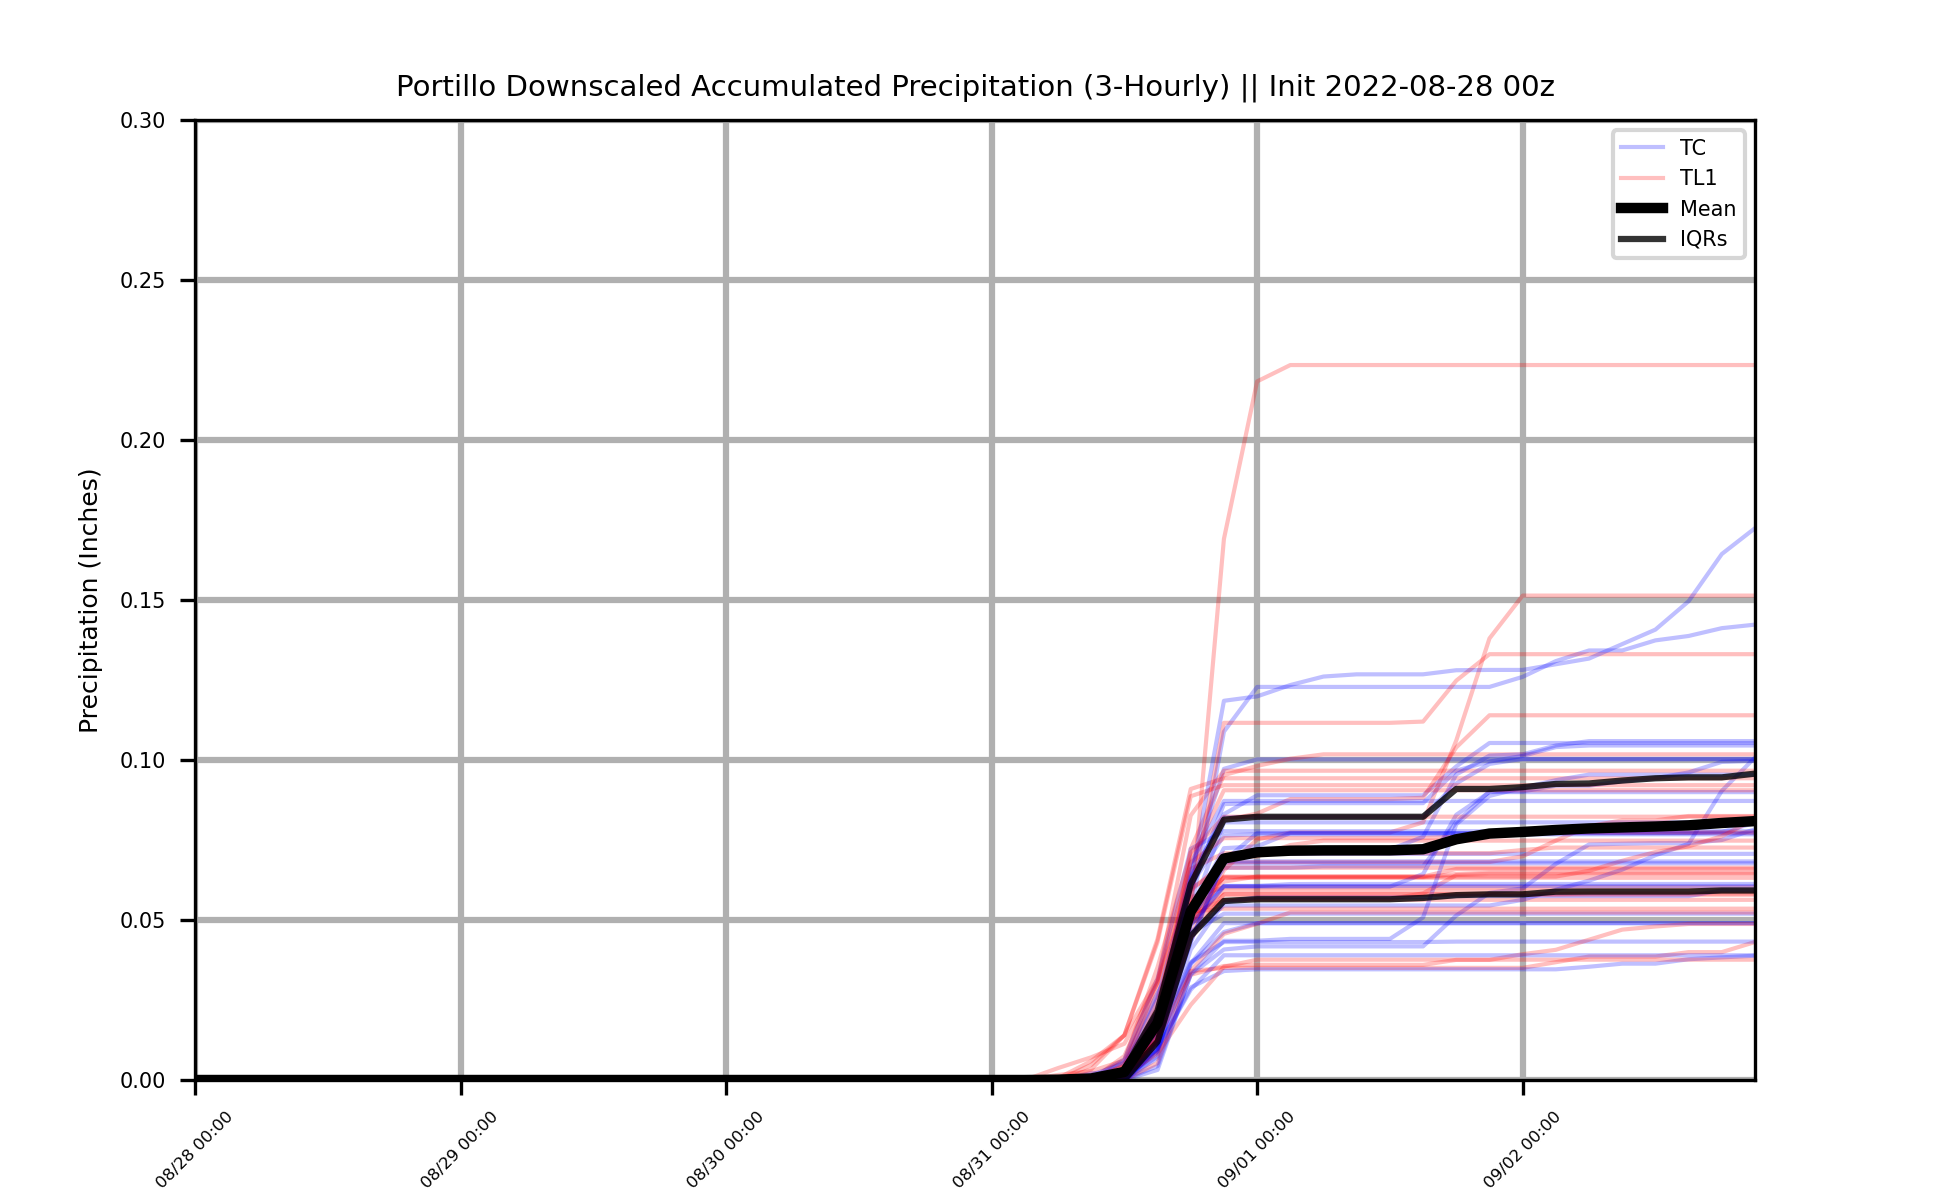 Portillo Downscaled Accumulated Precipitation (3-Hourly) || Init 2022-08-28 00z
0.30
0.25
0.20
0.15
0.10
0.05
0.00
Precipitation (Inches)
TC
TL1
Mean
IQRs
08/28 00:00
08/29 00:00
08/30 00:00
08/31 00:00
09/01 00:00
09/02 00:00